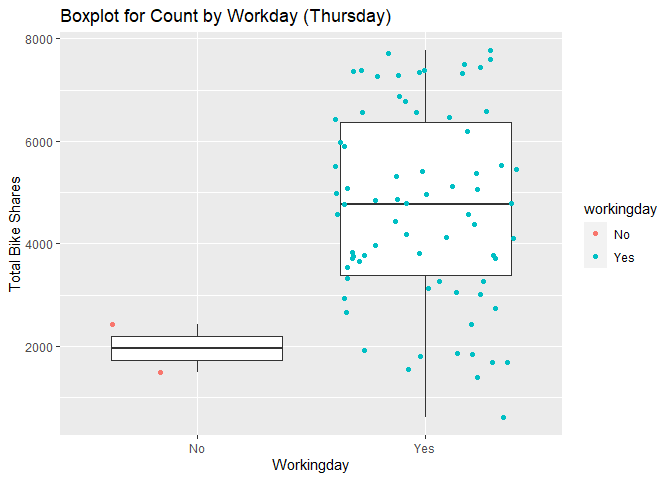 Boxplot for Count by Workday (Thursday)
Total Bike Shares
8000
6000
4000
2000
No
Yes
Workingday
workingday
No
Yes